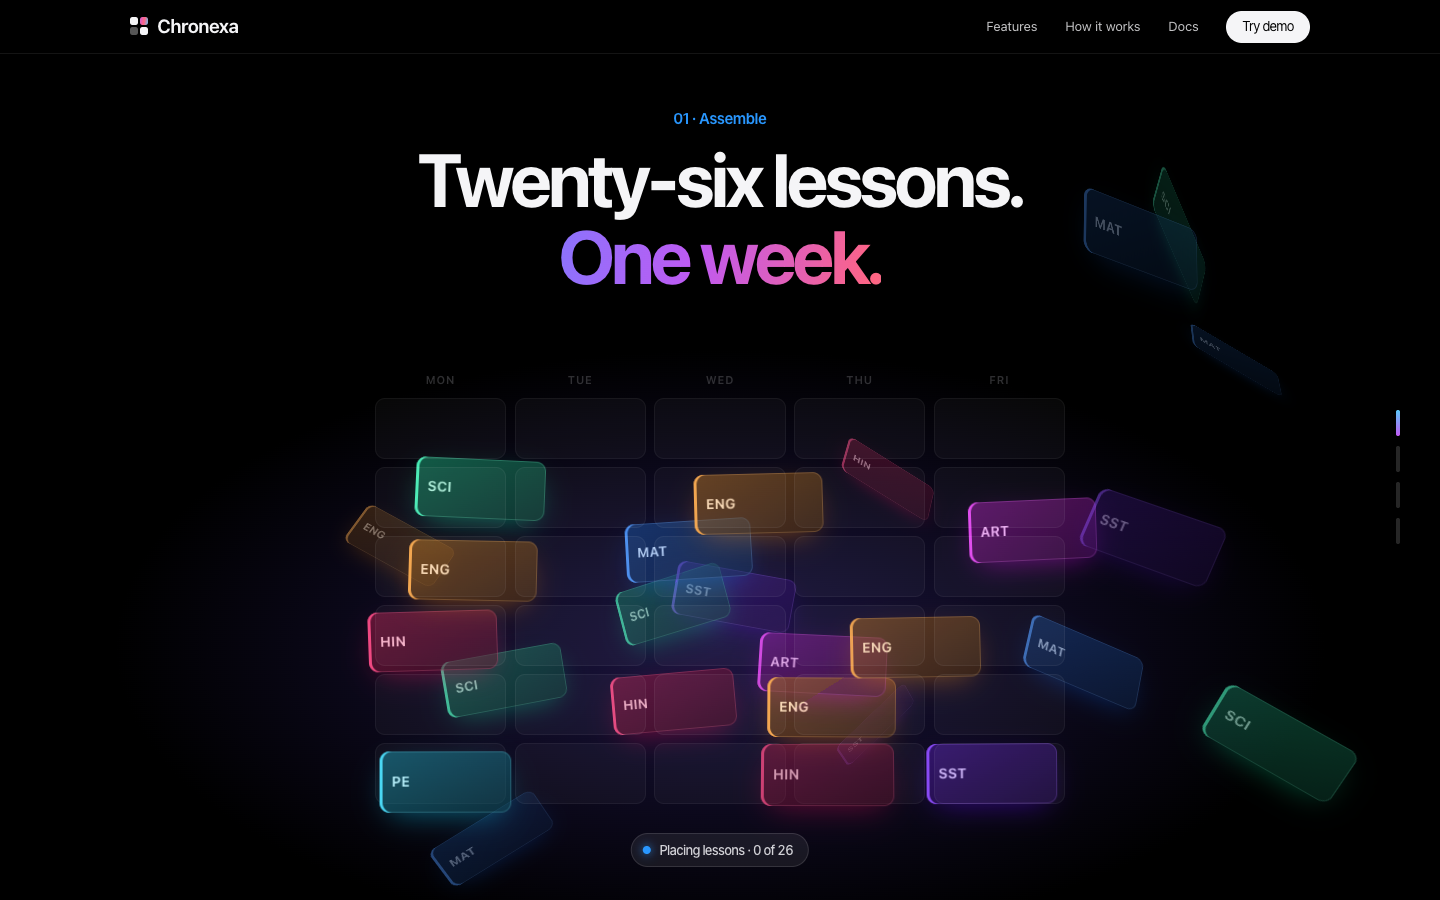 Chronexa
Features
How it works
Docs
Try demo
01 · Assemble
Twenty-six lessons.
One week.
SCI
MAT
MAT
MON
TUE
WED
THU
FRI
HIN
SCI
ENG
ENG
ART
SST
MAT
ENG
SST
SCI
HIN
ART
ENG
MAT
SCI
HIN
ENG
SCI
SST
PE
HIN
SST
MAT
Placing lessons · 0 of 26